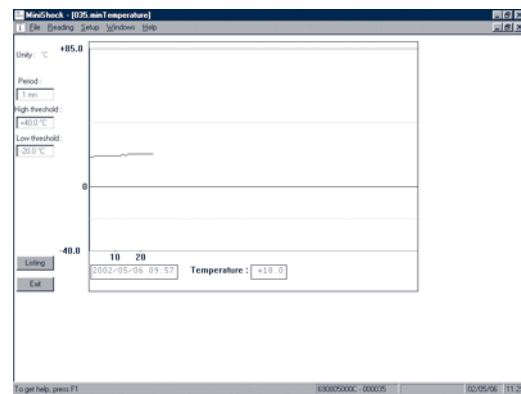 MiniShock - [035.minTemperature]
File Reading Setup Windows Help
Unity : °C
+85.0
Period :
1 mn
High threshold :
+40.0 °C
Low threshold :
-20.0 °C
0
-40.0
10 20
Listing
2002/05/06 09:57 Temperature : +18.0
Exit
To get help, press F1
02/05/06